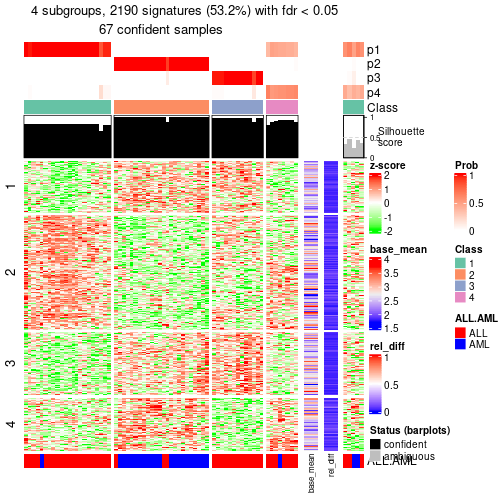 4 subgroups, 2190 signatures (53.2%) with fdr < 0.05
67 confident samples
p1
p2
p3
p4
Class
1
0.5
0
Silhouette
score
1
2
3
4
base_mean
rel_diff
ALL.AML
z-score
2
1
0
-1
-2
base_mean
4
3.5
3
2.5
2
1.5
rel_diff
1
0.5
0
Status (barplots)
confident
ambiguous
Prob
1
0.5
0
Class
1
2
3
4
ALL.AML
ALL
AML